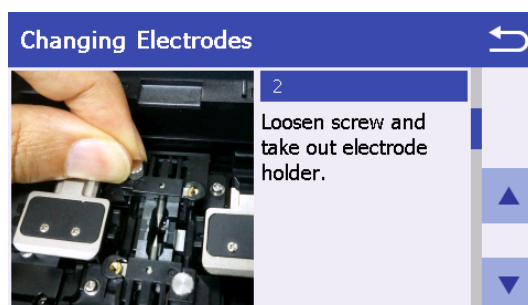 Changing Electrodes
2
Loosen screw and
take out electrode
holder.